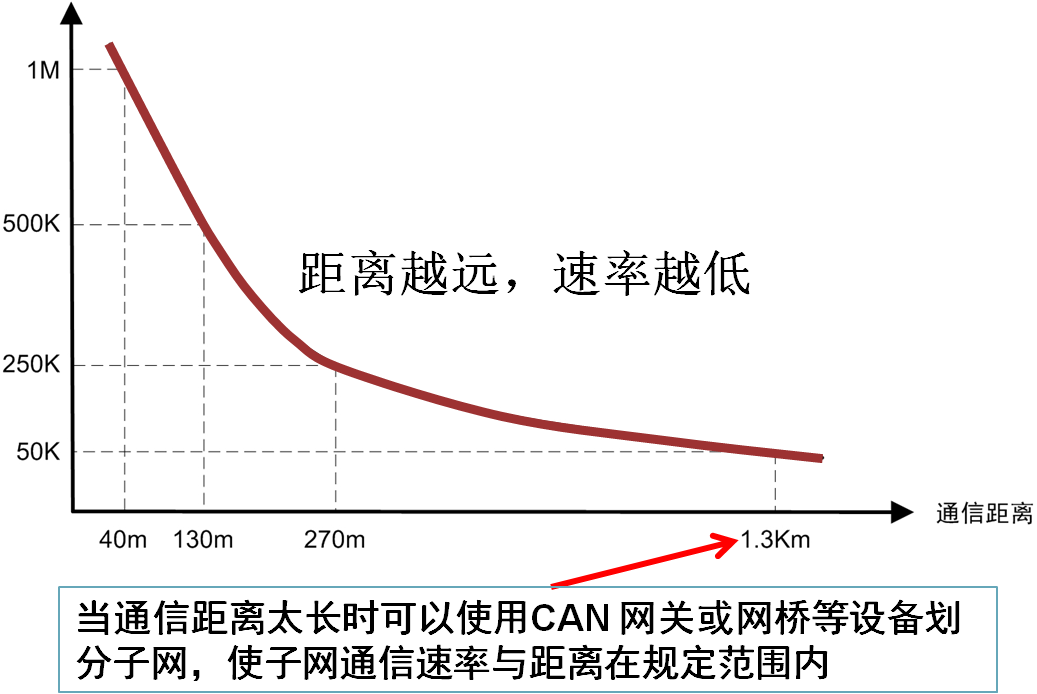 1M
500K
距离越远，速率越低
250K
50K
通信距离
40m 130m 270m 1.3Km
当通信距离太长时可以使用CAN 网关或网桥等设备划
分子网，使子网通信速率与距离在规定范围内